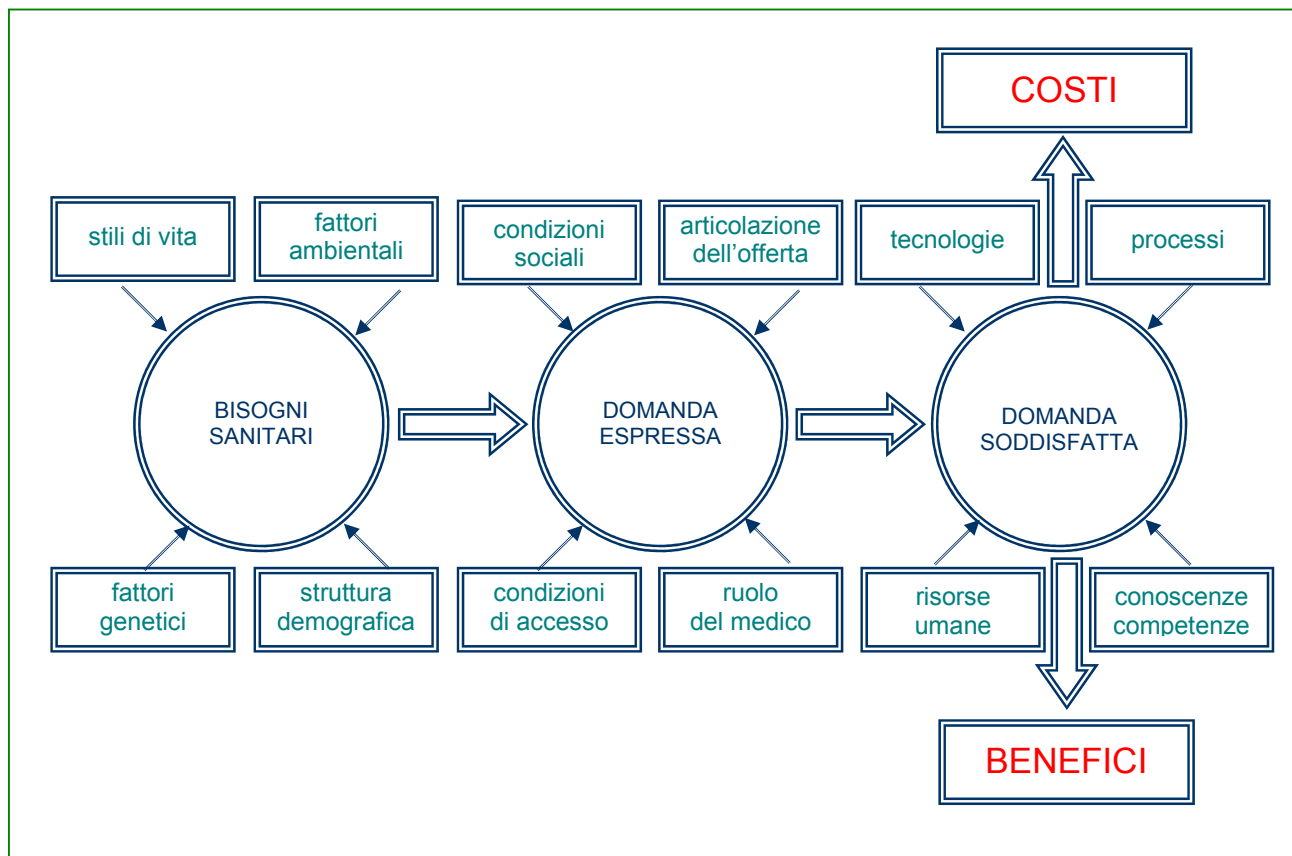 COSTI
stili di vita
fattori
ambientali
condizioni
sociali
articolazione
dell'offerta
tecnologie
processi
BISOGNI
SANITARI
DOMANDA
ESPRESSA
DOMANDA
SODDISFATTA
fattori
genetici
struttura
demografica
condizioni
di accesso
ruolo
del medico
risorse
umane
conoscenze
competenze
BENEFICI